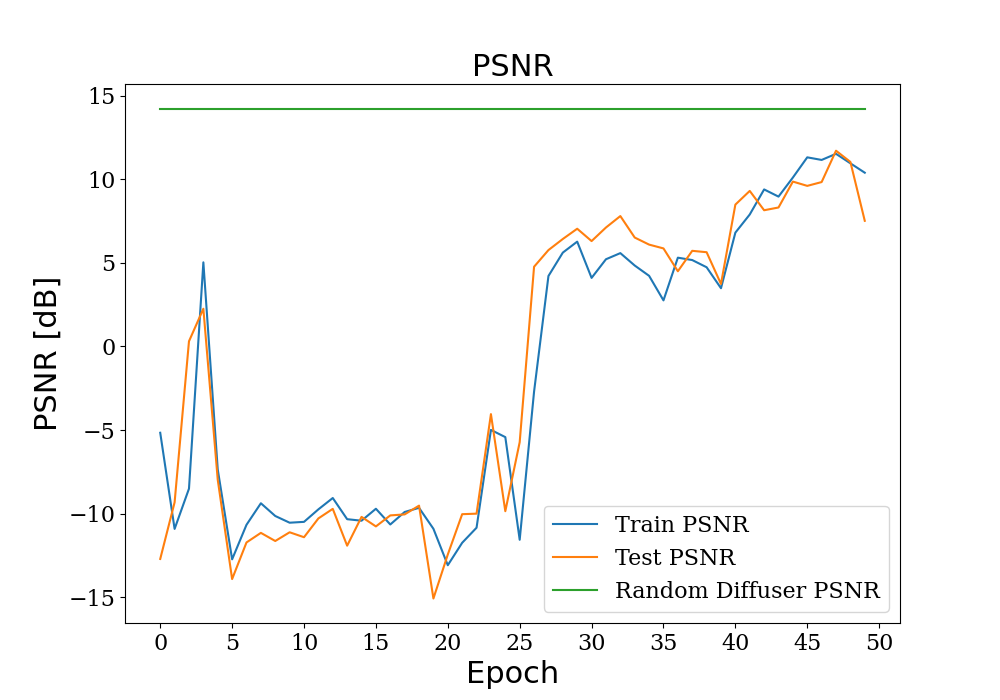 PSNR
PSNR [dB]
15
10
5
0
−5
−10
−15
Train PSNR
Test PSNR
Random Diffuser PSNR
0 5 10 15 20 25 30 35 40 45 50
Epoch